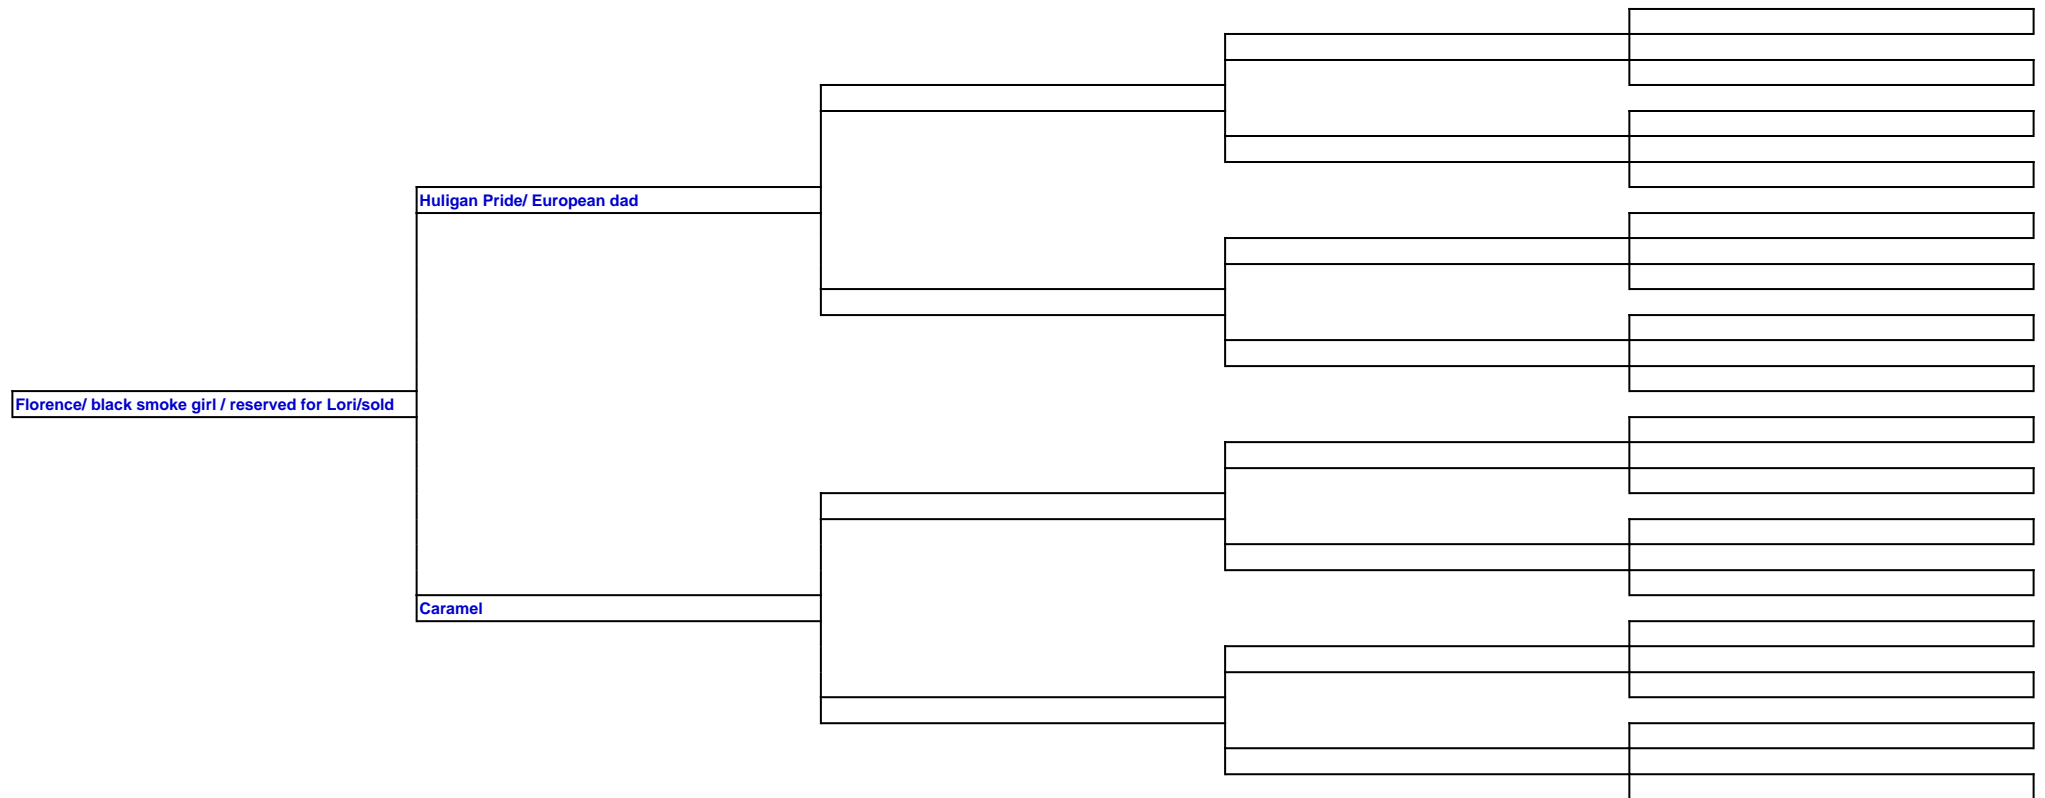 Huligan Pride/ European dad
Florence/ black smoke girl / reserved for Lori/sold
Caramel